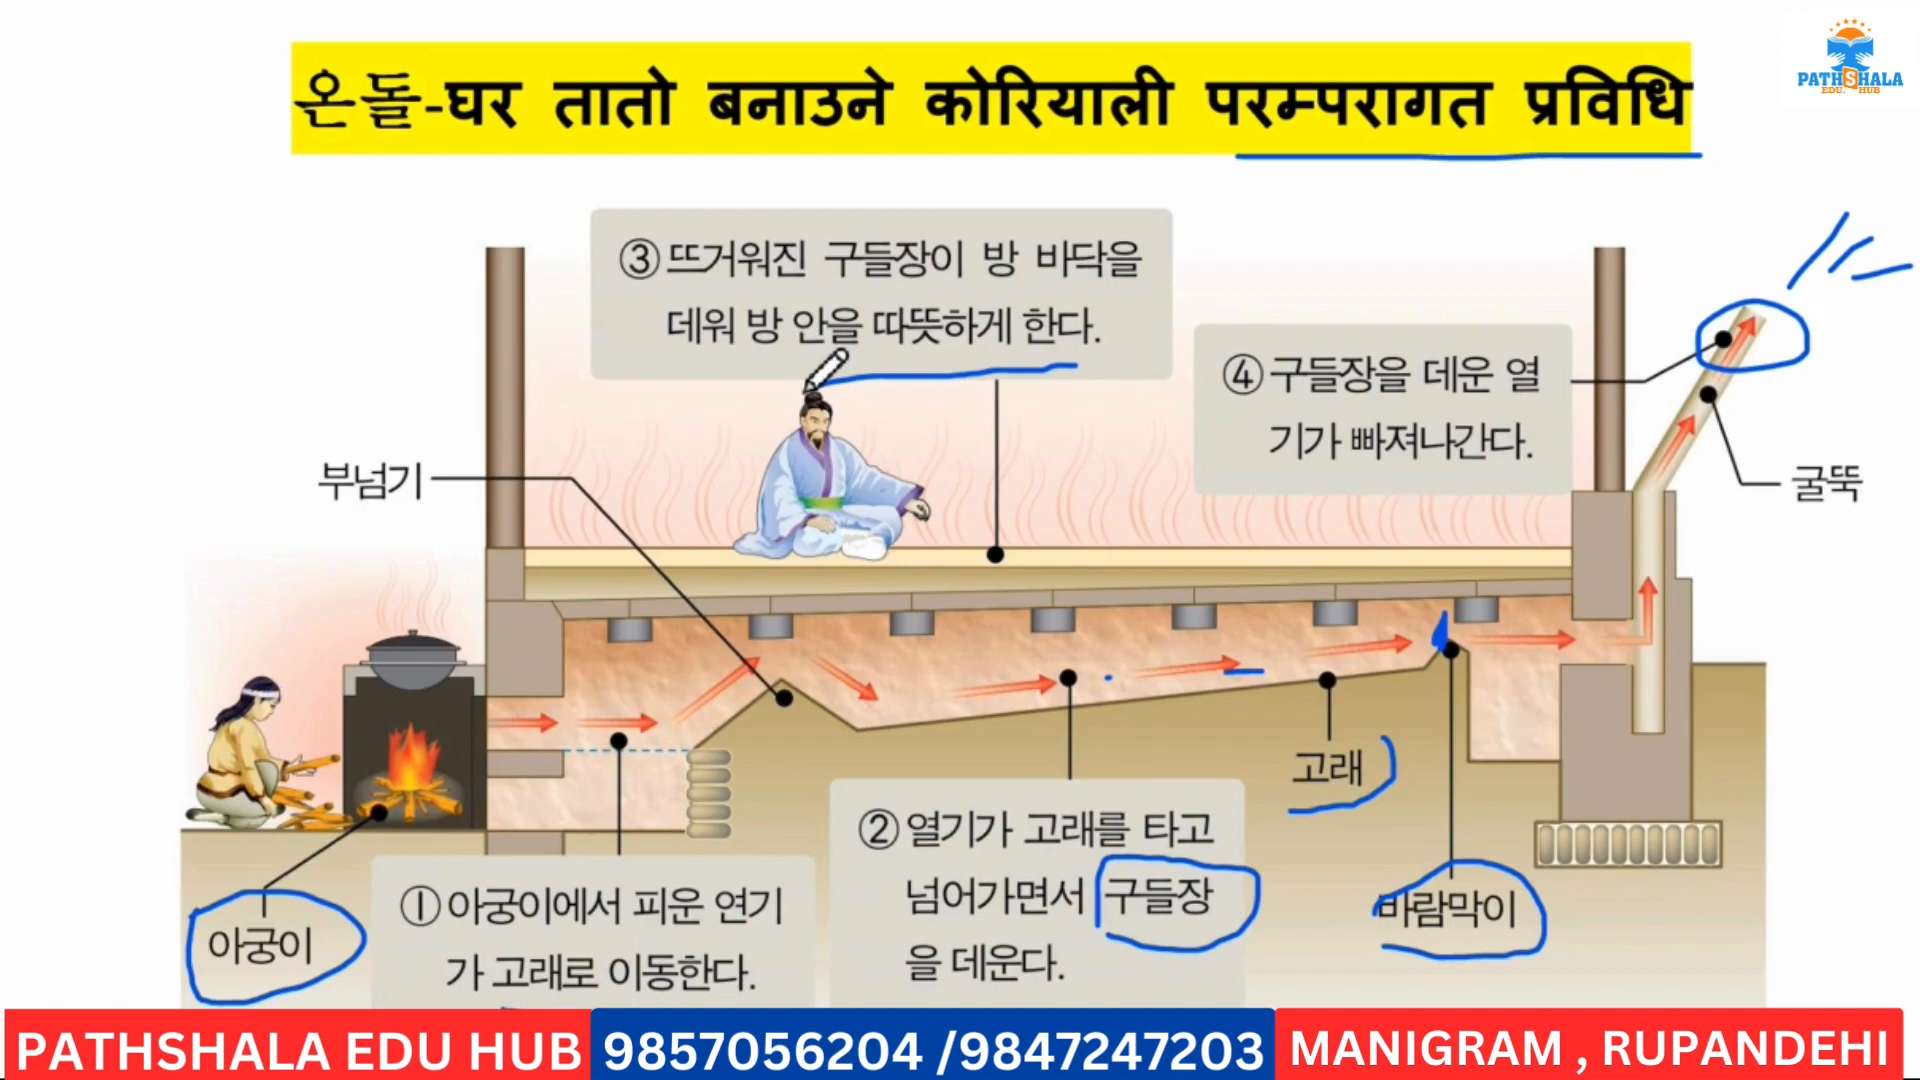 온돌-घर तातो बनाउने कोरियाली परम्परागत प्रविधि
PATHSHALA
EDU. HUB
③ 뜨거워진 구들장이 방 바닥을
데워 방 안을 따뜻하게 한다.
④ 구들장을 데운 열
기가 빠져나간다.
부넘기
굴뚝
고래
② 열기가 고래를 타고
넘어가면서 구들장
을 데운다.
바람막이
아궁이
① 아궁이에서 피운 연기
가 고래로 이동한다.
PATHSHALA EDU HUB 9857056204 /9847247203 MANIGRAM , RUPANDEHI